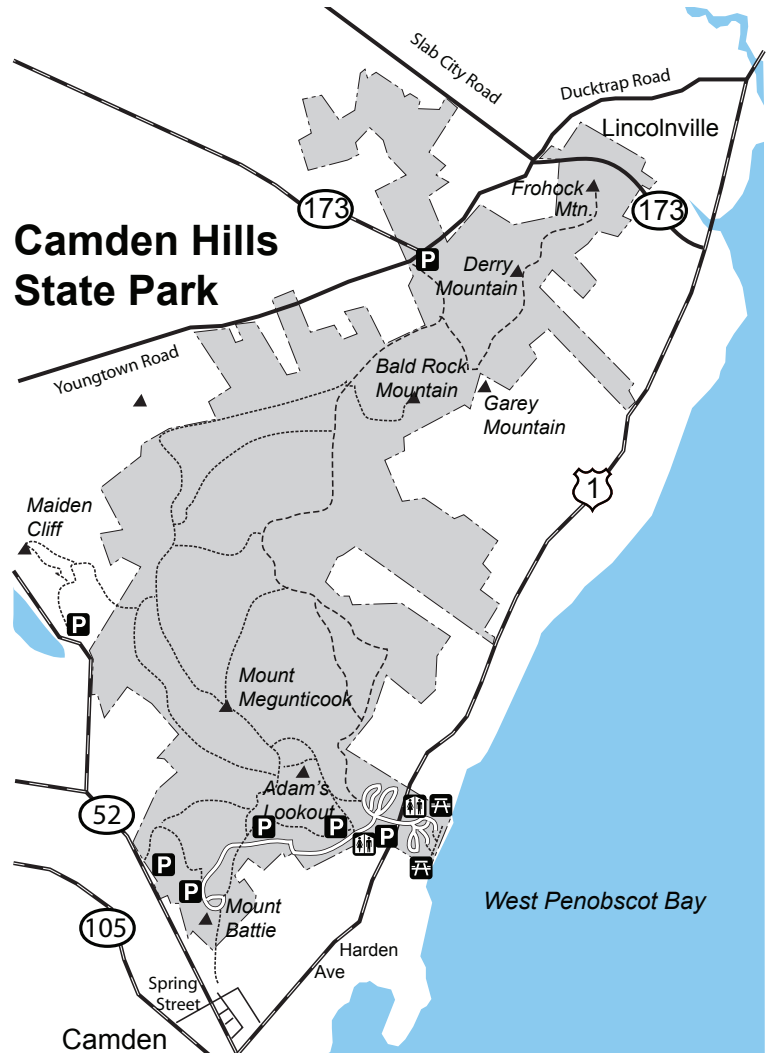 Slab City Road
Ducktrap Road
Lincolnville
Frohock
Mtn.
173
173
Camden Hills
State Park
P
Derry
Mountain
Youngtown Road
Bald Rock
Mountain
Garey
Mountain
1
Maiden
Cliff
P
Mount
Megunticook
Adam's
Lookout
52
P
P
P
P
P
Mount
Battie
West Penobscot Bay
105
Harden
Ave
Spring
Street
Camden